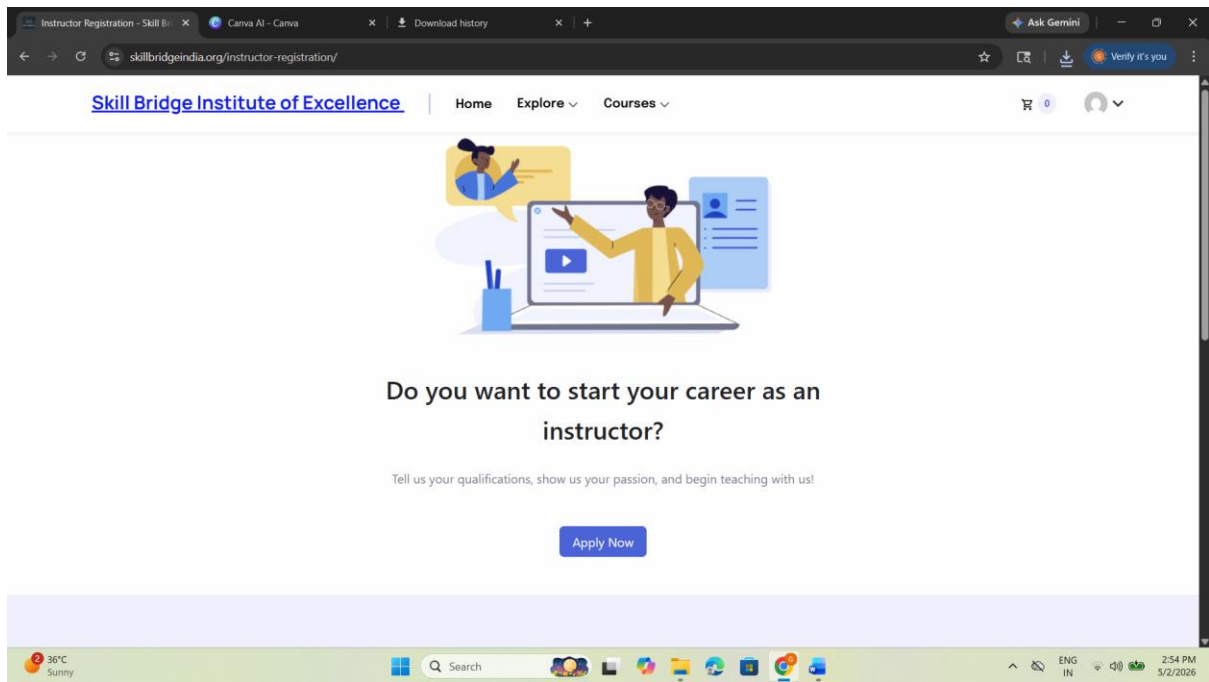 Instructor Registration - Skill Br
Canva AI - Canva
Download history
Ask Gemini
skillbridgeindia.org/instructor-registration/
Verify it's you
Skill Bridge Institute of Excellence
Home
Explore
Courses
0
Do you want to start your career as an
instructor?
Tell us your qualifications, show us your passion, and begin teaching with us!
Apply Now
2
36°C
Sunny
Search
ENG
IN
2:54 PM
5/2/2026